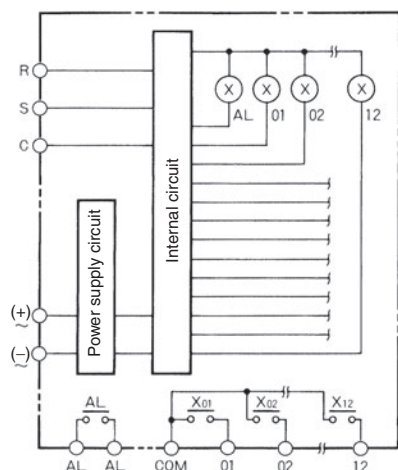 R
S
C
(+)
~
(−)
~
Power supply circuit
Internal circuit
X X X X
AL 01 02 12
AL X01 X02 X12
AL AL COM 01 02 12